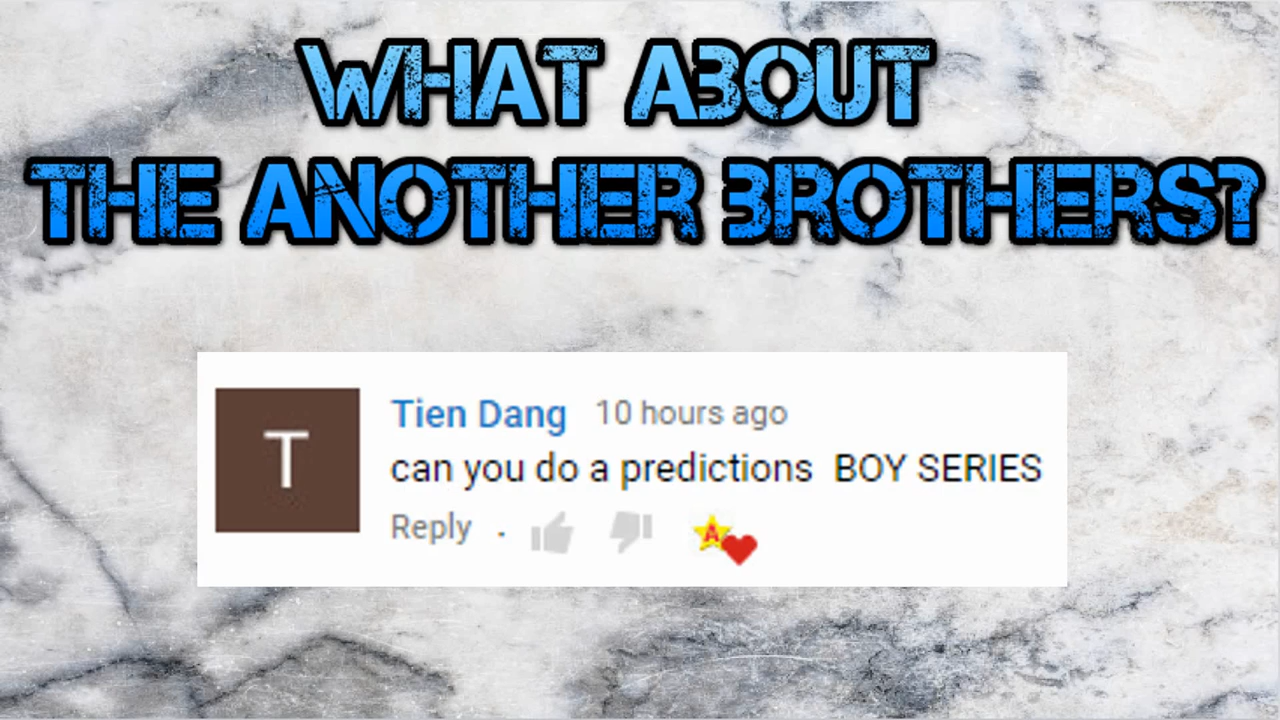 WHAT ABOUT
THE ANOTHER BROTHERS?
T
Tien Dang 10 hours ago
can you do a predictions BOY SERIES
Reply .
A